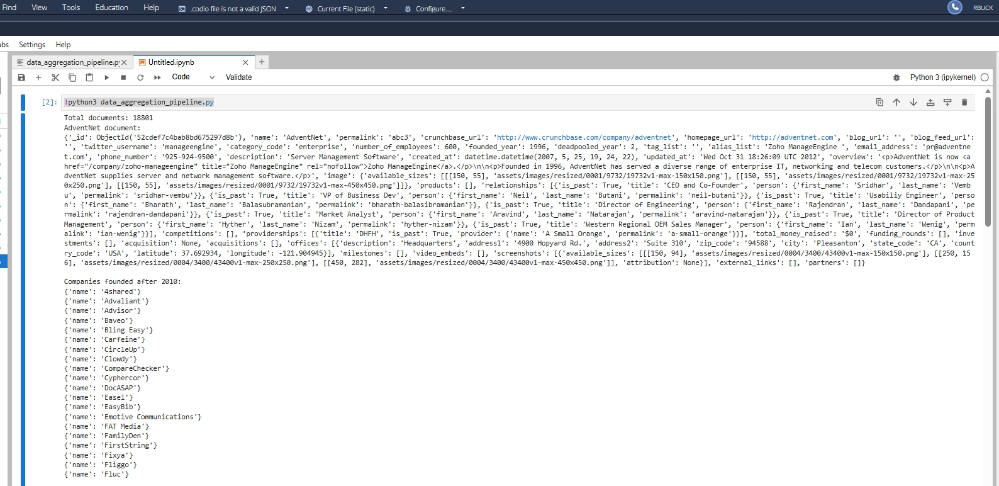 Find View Tools Education Help .codio file is not a valid JSON Current File (static) Configure.... RBUCK
abs Settings Help
data_aggregation_pipeline.py Untitled.ipynb
Code Validate Python 3 (ipykernel)
[2]: !python3 data_aggregation_pipeline.py
Total documents: 18801
AdventNet document:
{'_id': ObjectId('52cdef7c4bab8bd675297d8b'), 'name': 'AdventNet', 'permalink': 'abc3', 'crunchbase_url': 'http://www.crunchbase.com/company/adventnet', 'homepage_url': 'http://adventnet.com', 'blog_url': '', 'blog_feed_url':
'', 'twitter_username': 'manageengine', 'category_code': 'enterprise', 'number_of_employees': 600, 'founded_year': 1996, 'deadpooled_year': 2, 'tag_list': '', 'alias_list': 'Zoho ManageEngine ', 'email_address': 'pr@adventne
t.com', 'phone_number': '925-924-9500', 'description': 'Server Management Software', 'created_at': datetime.datetime(2007, 5, 25, 19, 24, 22), 'updated_at': 'Wed Oct 31 18:26:09 UTC 2012', 'overview': '<p>AdventNet is now <a
href="/company/zoho-manageengine" title="Zoho ManageEngine" rel="nofollow">Zoho ManageEngine</a>.</p>\n\n<p>Founded in 1996, AdventNet has served a diverse range of enterprise IT, networking and telecom customers.</p>\n\n<p>A
dventNet supplies server and network management software.</p>', 'image': {'available_sizes': [[[150, 55], 'assets/images/resized/0001/9732/19732v1-max-150x150.png'], [[150, 55], 'assets/images/resized/0001/9732/19732v1-max-25
0x250.png'], [[150, 55], 'assets/images/resized/0001/9732/19732v1-max-450x450.png']]}, 'products': [], 'relationships': [{'is_past': True, 'title': 'CEO and Co-Founder', 'person': {'first_name': 'Sridhar', 'last_name': 'Vemb
u', 'permalink': 'sridhar-vembu'}}, {'is_past': True, 'title': 'VP of Business Dev', 'person': {'first_name': 'Neil', 'last_name': 'Butani', 'permalink': 'neil-butani'}}, {'is_past': True, 'title': 'Usabiliy Engineer', 'perso
n': {'first_name': 'Bharath', 'last_name': 'Balasubramanian', 'permalink': 'bharath-balasibramanian'}}, {'is_past': True, 'title': 'Director of Engineering', 'person': {'first_name': 'Rajendran', 'last_name': 'Dandapani', 'pe
rmalink': 'rajendran-dandapani'}}, {'is_past': True, 'title': 'Market Analyst', 'person': {'first_name': 'Aravind', 'last_name': 'Natarajan', 'permalink': 'aravind-natarajan'}}, {'is_past': True, 'title': 'Director of Product
Management', 'person': {'first_name': 'Hyther', 'last_name': 'Nizam', 'permalink': 'hyther-nizam'}}, {'is_past': True, 'title': 'Western Regional OEM Sales Manager', 'person': {'first_name': 'Ian', 'last_name': 'Wenig', 'perm
alink': 'ian-wenig'}}], 'competitions': [], 'providerships': [{'title': 'DHFH', 'is_past': True, 'provider': {'name': 'A Small Orange', 'permalink': 'a-small-orange'}}], 'total_money_raised': '$0', 'funding_rounds': [], 'inve
stments': [], 'acquisition': None, 'acquisitions': [], 'offices': [{'description': 'Headquarters', 'address1': '4900 Hopyard Rd.', 'address2': 'Suite 310', 'zip_code': '94588', 'city': 'Pleasanton', 'state_code': 'CA', 'count
ry_code': 'USA', 'latitude': 37.692934, 'longitude': -121.904945}], 'milestones': [], 'video_embeds': [], 'screenshots': [{'available_sizes': [[[150, 94], 'assets/images/resized/0004/3400/43400v1-max-150x150.png'], [[250, 15
6], 'assets/images/resized/0004/3400/43400v1-max-250x250.png'], [[450, 282], 'assets/images/resized/0004/3400/43400v1-max-450x450.png']], 'attribution': None}], 'external_links': [], 'partners': []}
Companies founded after 2010:
{'name': '4shared'}
{'name': 'Advaliant'}
{'name': 'Advisor'}
{'name': 'Baveo'}
{'name': 'Bling Easy'}
{'name': 'Carfeine'}
{'name': 'CircleUp'}
{'name': 'Clowdy'}
{'name': 'CompareChecker'}
{'name': 'Cyphercor'}
{'name': 'DocASAP'}
{'name': 'Easel'}
{'name': 'EasyBib'}
{'name': 'Emotive Communications'}
{'name': 'FAT Media'}
{'name': 'FamilyDen'}
{'name': 'FirstString'}
{'name': 'Fixya'}
{'name': 'Fliggo'}
{'name': 'Fluc'}